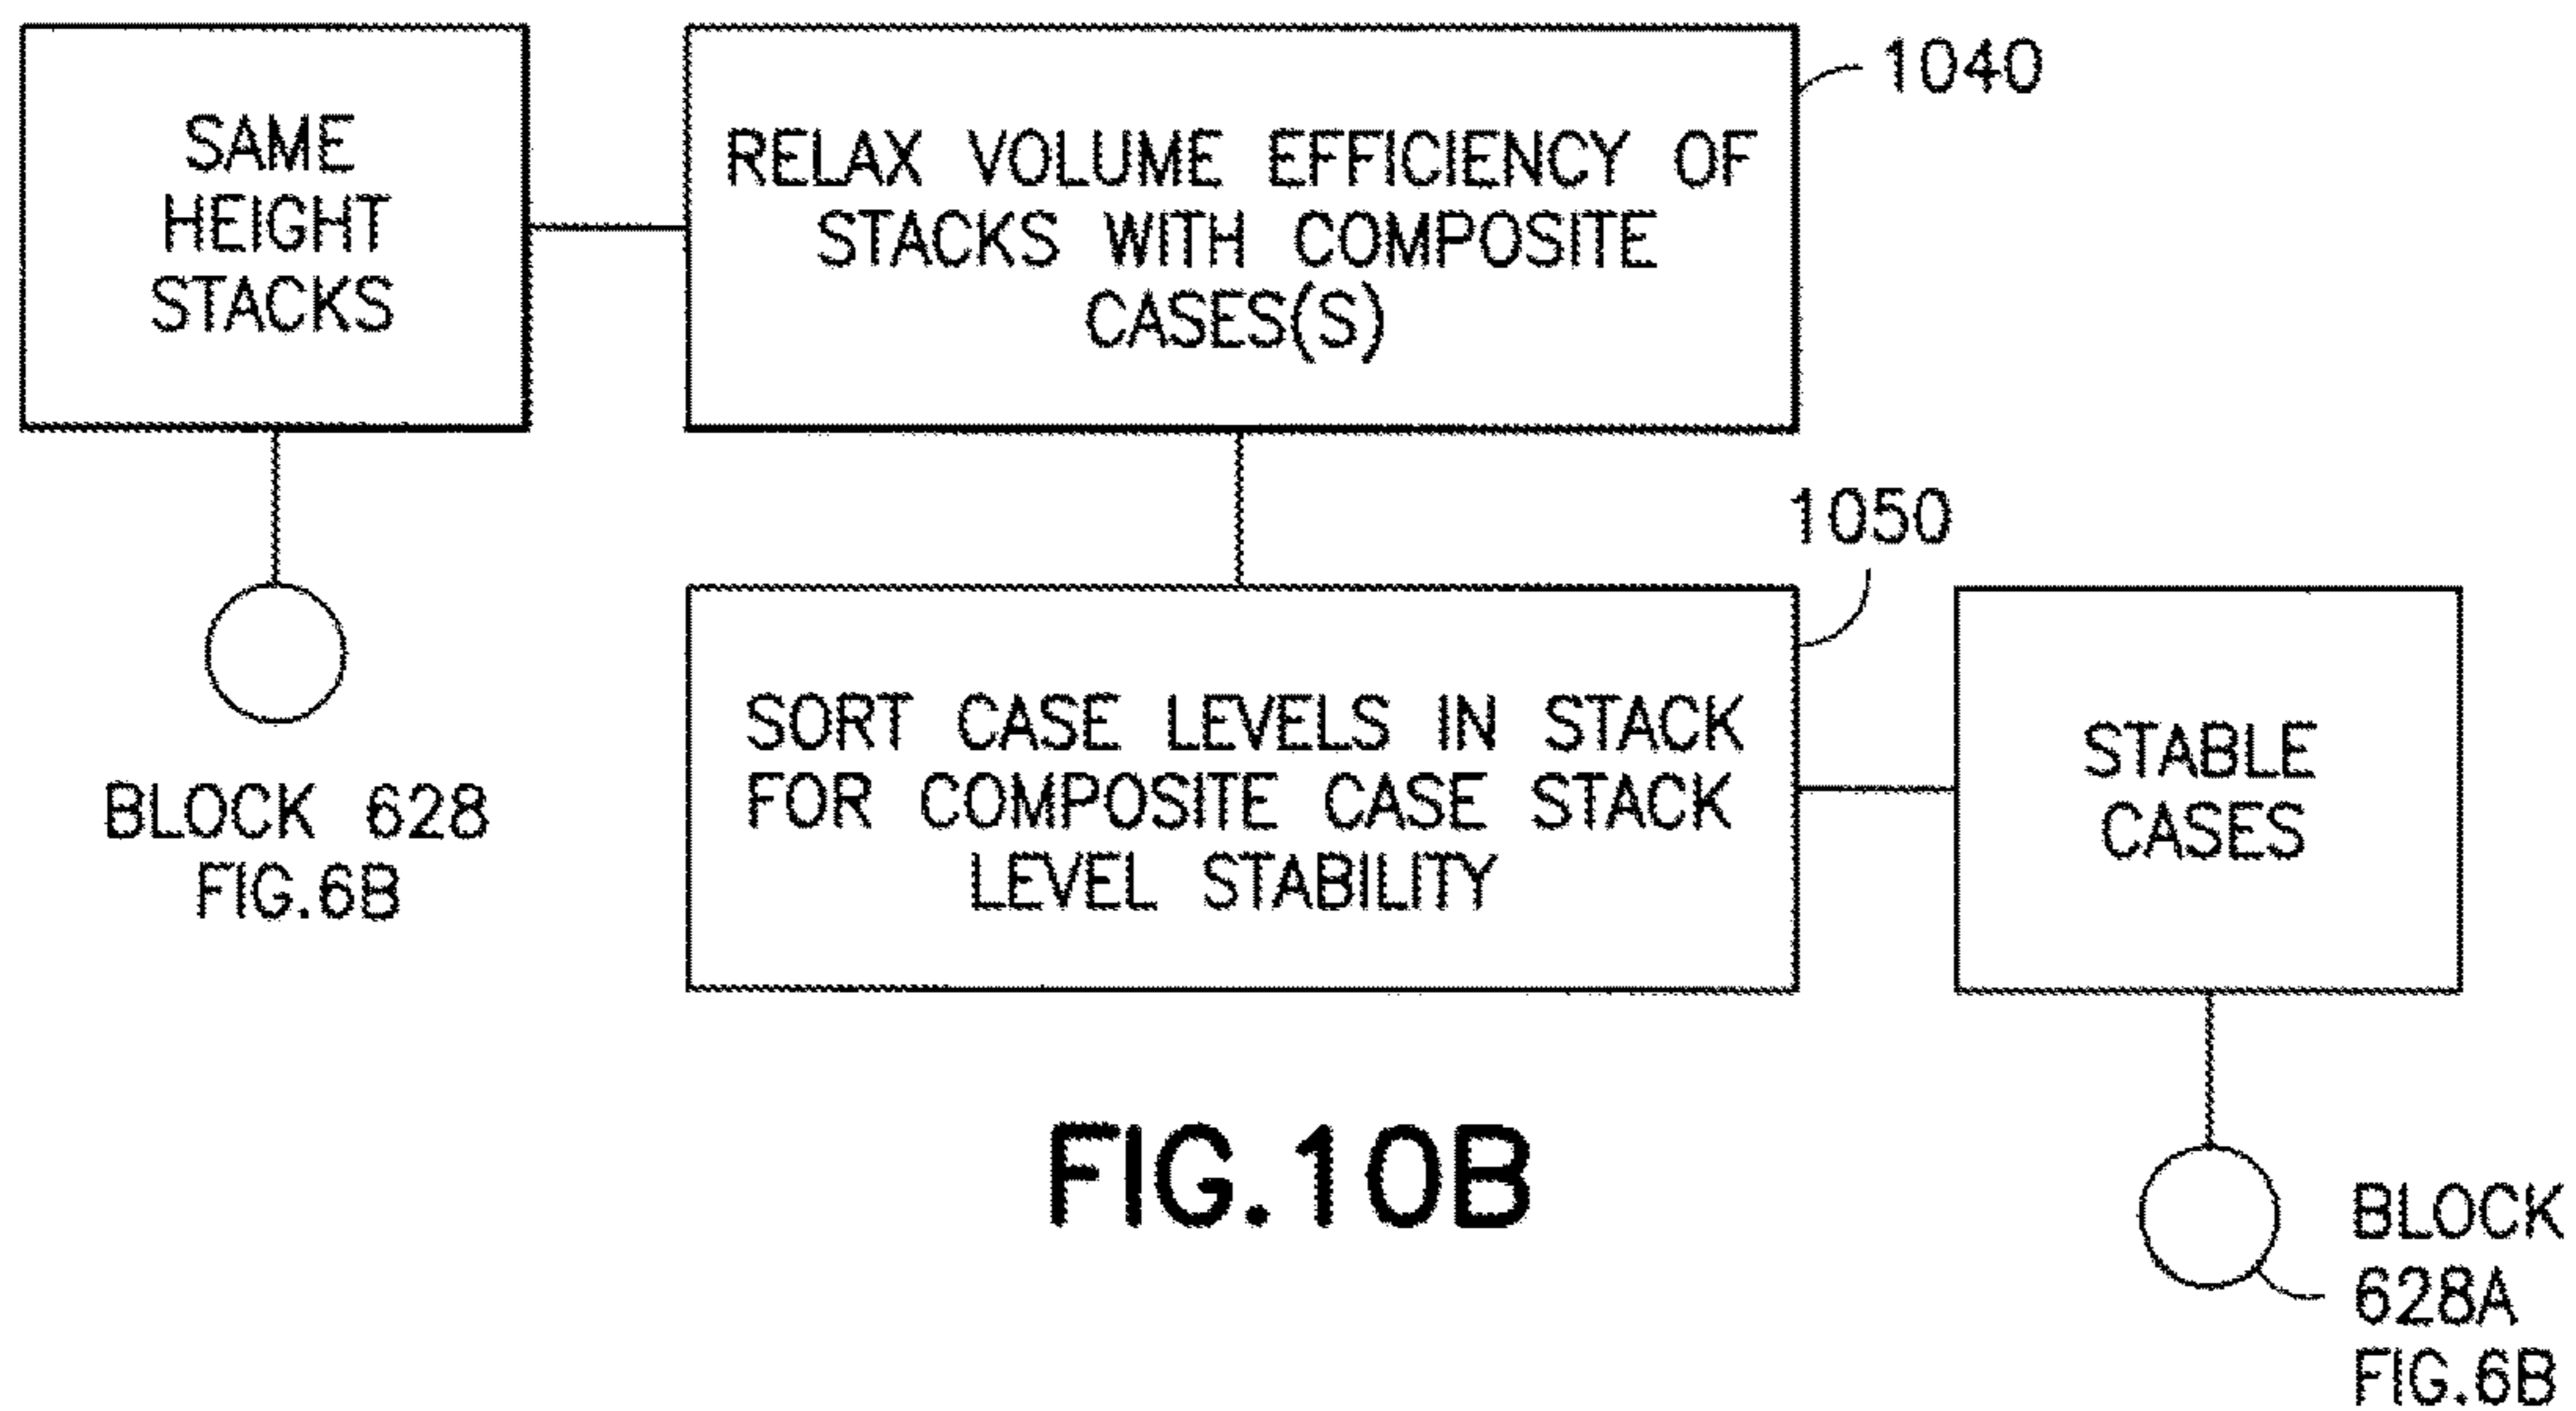 SAME
HEIGHT
STACKS
RELAX VOLUME EFFICIENCY OF
STACKS WITH COMPOSITE
CASES(S)
1040
BLOCK 628
FIG.6B
1050
SORT CASE LEVELS IN STACK
FOR COMPOSITE CASE STACK
LEVEL STABILITY
STABLE
CASES
BLOCK
628A
FIG.6B
FIG.10B